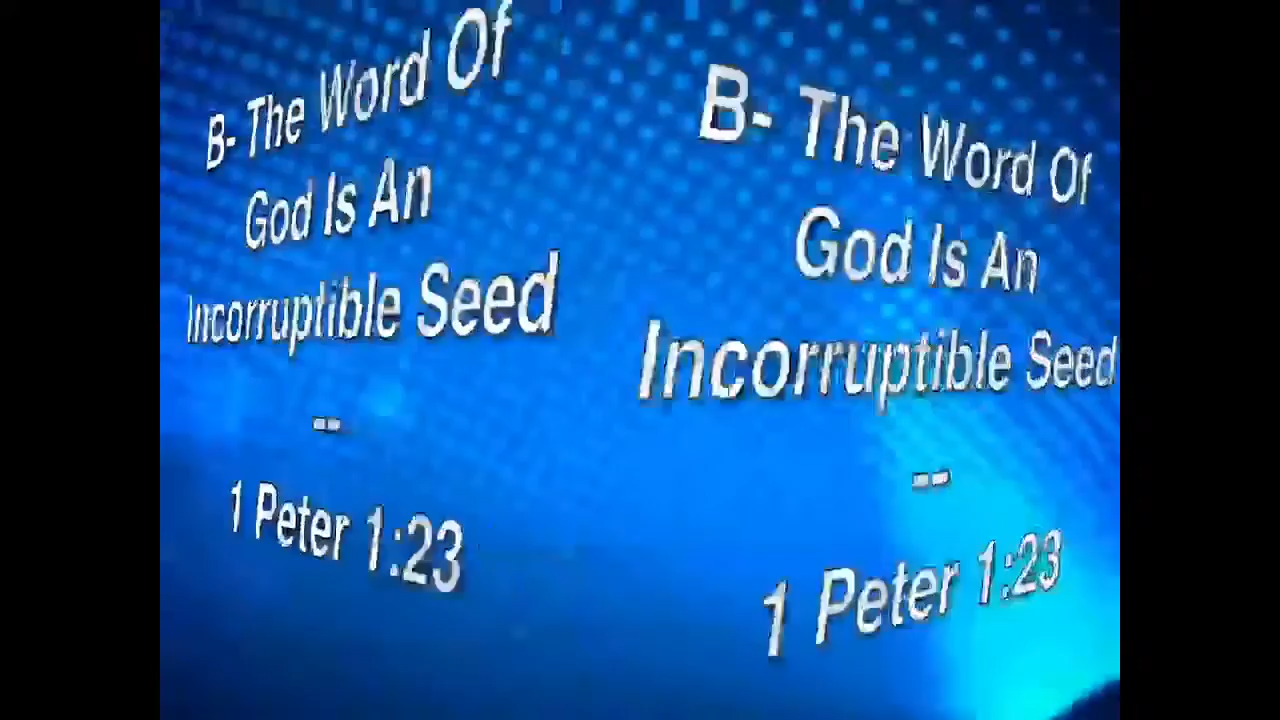 B- The Word Of
God Is An
Incorruptible Seed
--
1 Peter 1:23
B- The Word Of
God Is An
Incorruptible Seed
--
1 Peter 1:23